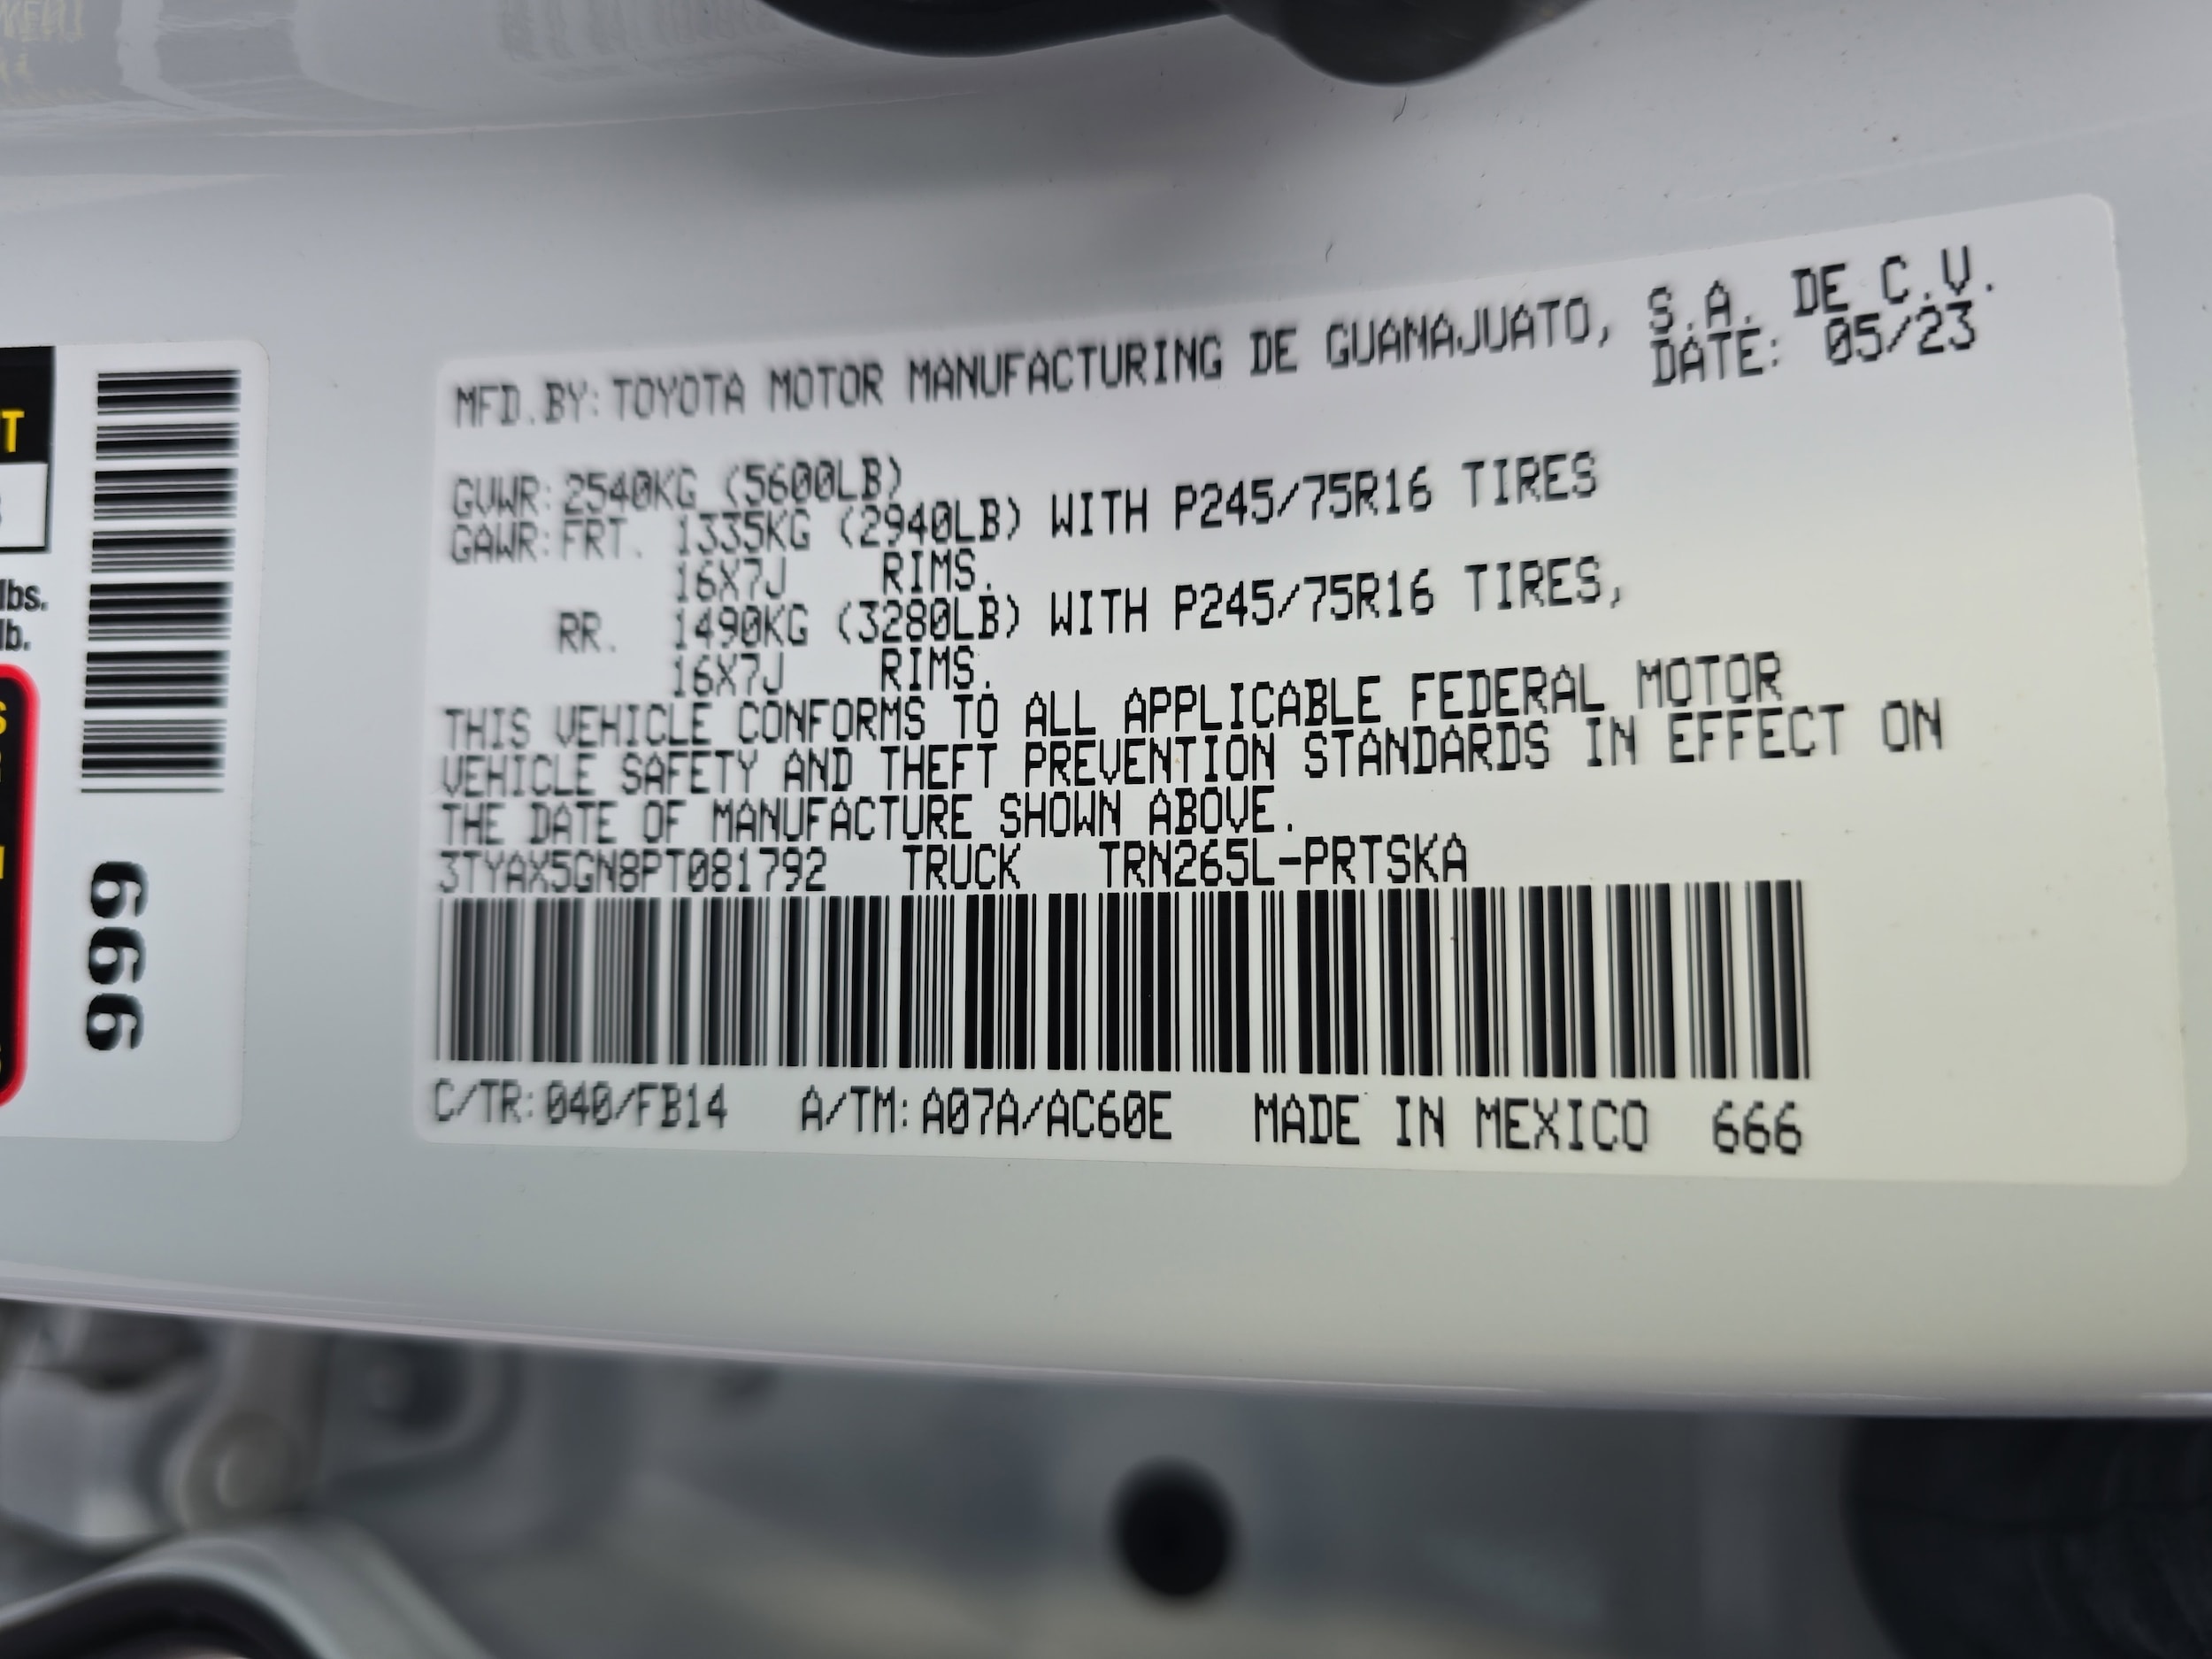 MFD.BY: TOYOTA MOTOR MANUFACTURING DE GUANAJUATO, S.A. DE C.V.
DATE: 05/23
GVWR: 2540KG (5600LB)
GAWR: FRT. 1335KG (2940LB) WITH P245/75R16 TIRES
16X7J RIMS.
RR. 1490KG (3280LB) WITH P245/75R16 TIRES,
16X7J RIMS.
THIS VEHICLE CONFORMS TO ALL APPLICABLE FEDERAL MOTOR
VEHICLE SAFETY AND THEFT PREVENTION STANDARDS IN EFFECT ON
THE DATE OF MANUFACTURE SHOWN ABOVE.
3TYAX5GN8PT081792 TRUCK TRN265L-PRTSKA
C/TR: 040/FB14 A/TM: A07A/AC60E MADE IN MEXICO 666
T
lbs.
lb.
S
666